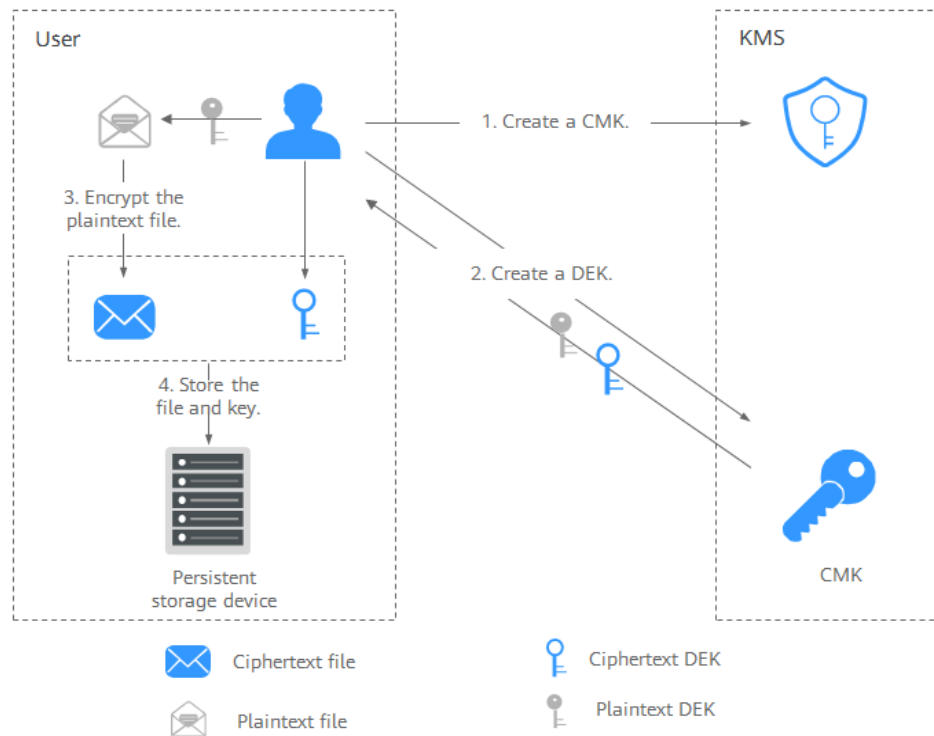 User
KMS
1. Create a CMK.
3. Encrypt the
plaintext file.
2. Create a DEK.
4. Store the
file and key.
Persistent
storage device
CMK
Ciphertext file
Ciphertext DEK
Plaintext file
Plaintext DEK